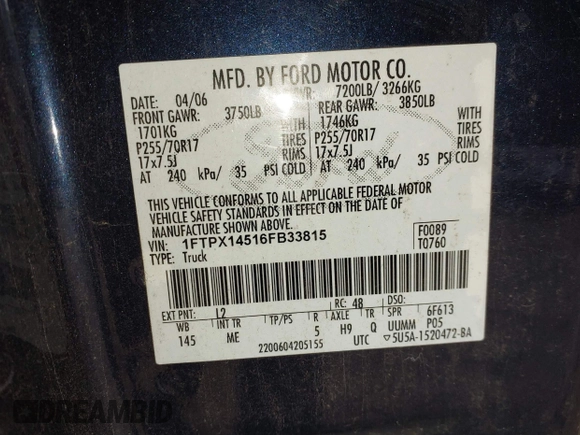 MFD. BY FORD MOTOR CO.
DATE: 04/06 GVWR: 7200LB/ 3266KG
FRONT GAWR: 3750LB REAR GAWR: 3850LB
1701KG WITH 1746KG WITH
P255/70R17 TIRES P255/70R17 TIRES
17x7.5J RIMS 17x7.5J RIMS
AT 240 kPa/ 35 PSI COLD AT 240 kPa/ 35 PSI COLD
THIS VEHICLE CONFORMS TO ALL APPLICABLE FEDERAL MOTOR
VEHICLE SAFETY STANDARDS IN EFFECT ON THE DATE OF
MANUFACTURE SHOWN ABOVE.
VIN: 1FTPX14516FB33815 F0089
TYPE: Truck T0760
EXT PNT: L2 RC: 48 DSO:
WB INT TR TP/PS R AXLE TR SPR 6F613
145 ME 5 H9 Q UUMM P05
2200604205155 UTC ▽5U5A-1520472-BA
DREAMBID